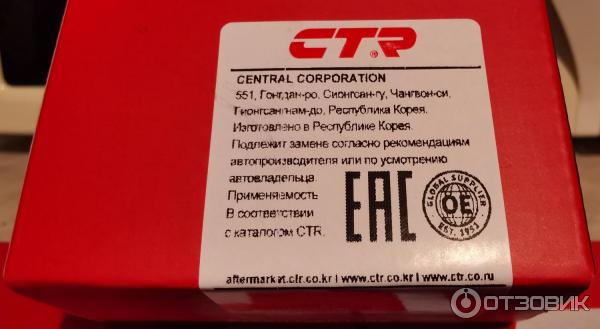 CTR®
CENTRAL CORPORATION
551, Гонгдан-ро, Сионгсан-гу, Чангвон-си,
Гионгсангнам-до, Республика Корея.
Изготовлено в Республике Корея.
Подлежит замене согласно рекомендациям
автопроизводителя или по усмотрению
автовладельца.
Применяемость
В соответствии
с каталогом CTR.
EAC
GLOBAL SUPPLIER
OE
EST. 1952
aftermarket.ctr.co.kr I www.ctr.co.kr I www.ctr.co.ru
ОТЗОВИК